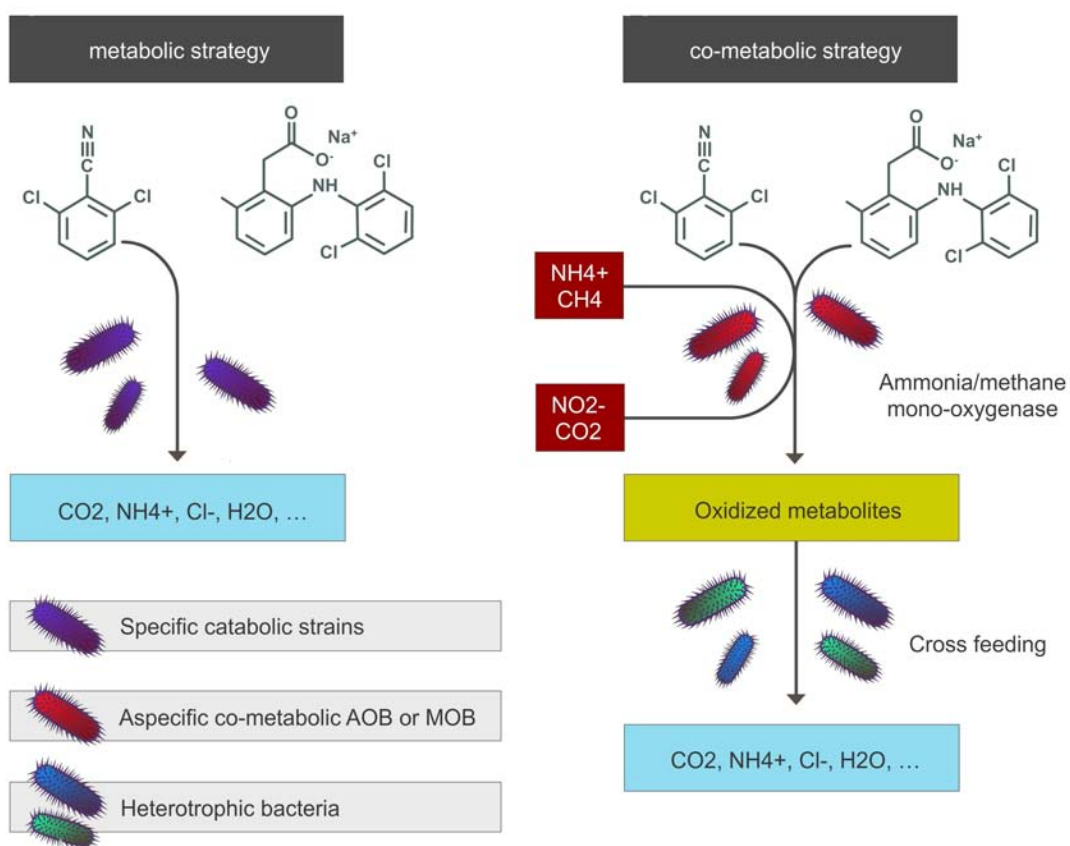 metabolic strategy
co-metabolic strategy
N
C
Cl
Cl
O
O-
Na+
NH
Cl
Cl
N
C
Cl
Cl
O
O-
Na+
NH
Cl
Cl
NH4+
CH4
NO2-
CO2
Ammonia/methane
mono-oxygenase
CO2, NH4+, Cl-, H2O, …
Oxidized metabolites
Specific catabolic strains
Cross feeding
Aspecific co-metabolic AOB or MOB
CO2, NH4+, Cl-, H2O, …
Heterotrophic bacteria